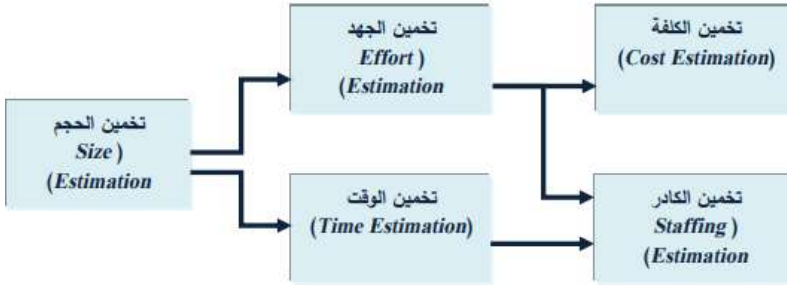 تخمين الحجم
(Size
Estimation)
تخمين الجهد
(Effort
Estimation)
تخمين الكلفة
(Cost Estimation)
تخمين الوقت
(Time Estimation)
تخمين الكادر
(Staffing
Estimation)